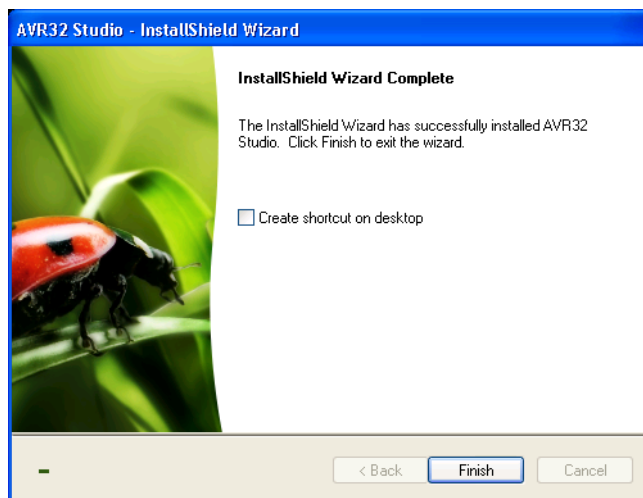 AVR32 Studio - InstallShield Wizard
InstallShield Wizard Complete
The InstallShield Wizard has successfully installed AVR32
Studio. Click Finish to exit the wizard.
Create shortcut on desktop
< Back Finish Cancel